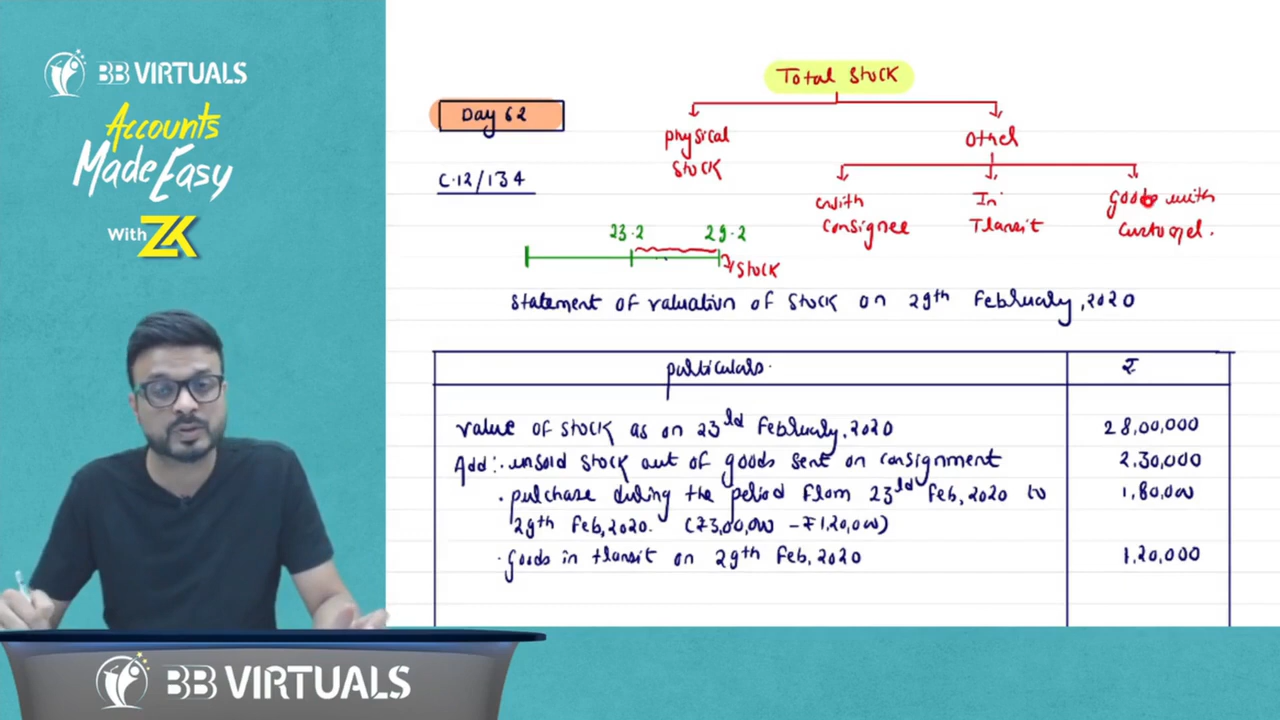 BB VIRTUALS
Accounts
Made Easy
With ZK
Total Stock
Day 62
physical
Stock
Other
C.12/134
with
Consignee
In
Transit
goods with
customer.
23.2
29.2
Stock
Statement of valuation of Stock on 29th February, 2020
particulars.
₹
value of stock as on 23rd February, 2020
28,00,000
Add: . unsold stock out of goods sent on consignment
2,30,000
. purchase during the period from 23rd Feb, 2020 to
1,80,000
29th Feb, 2020. (₹3,00,000 - ₹1,20,000)
. Goods in transit on 29th Feb, 2020
1,20,000
BB VIRTUALS